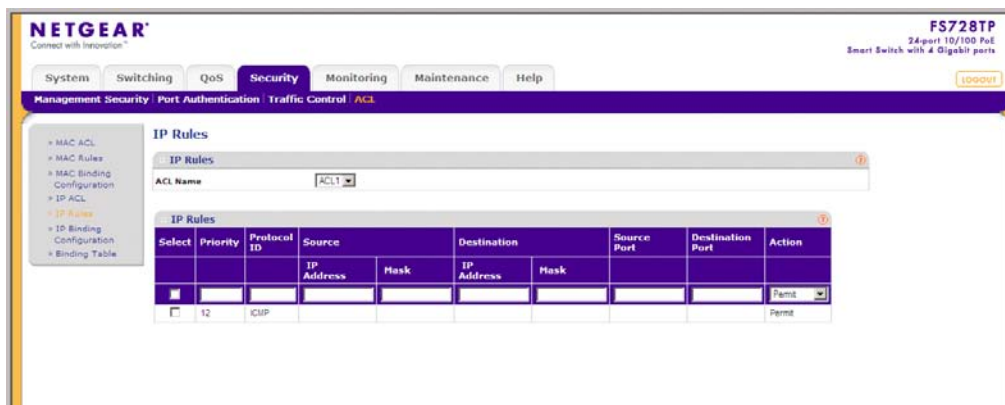 NETGEAR
Connect with Innovation™
FS728TP
24-port 10/100 PoE
Smart Switch with 4 Gigabit ports
System Switching QoS Security Monitoring Maintenance Help
LOGOUT
Management Security Port Authentication Traffic Control ACL
MAC ACL
MAC Rules
MAC Binding
Configuration
IP ACL
IP Rules
IP Binding
Configuration
Binding Table
IP Rules
IP Rules
ACL Name ACL1
IP Rules
Select Priority Protocol ID Source Destination Source Port Destination Port Action
IP Address Mask IP Address Mask
Permit
12 ICMP Permit